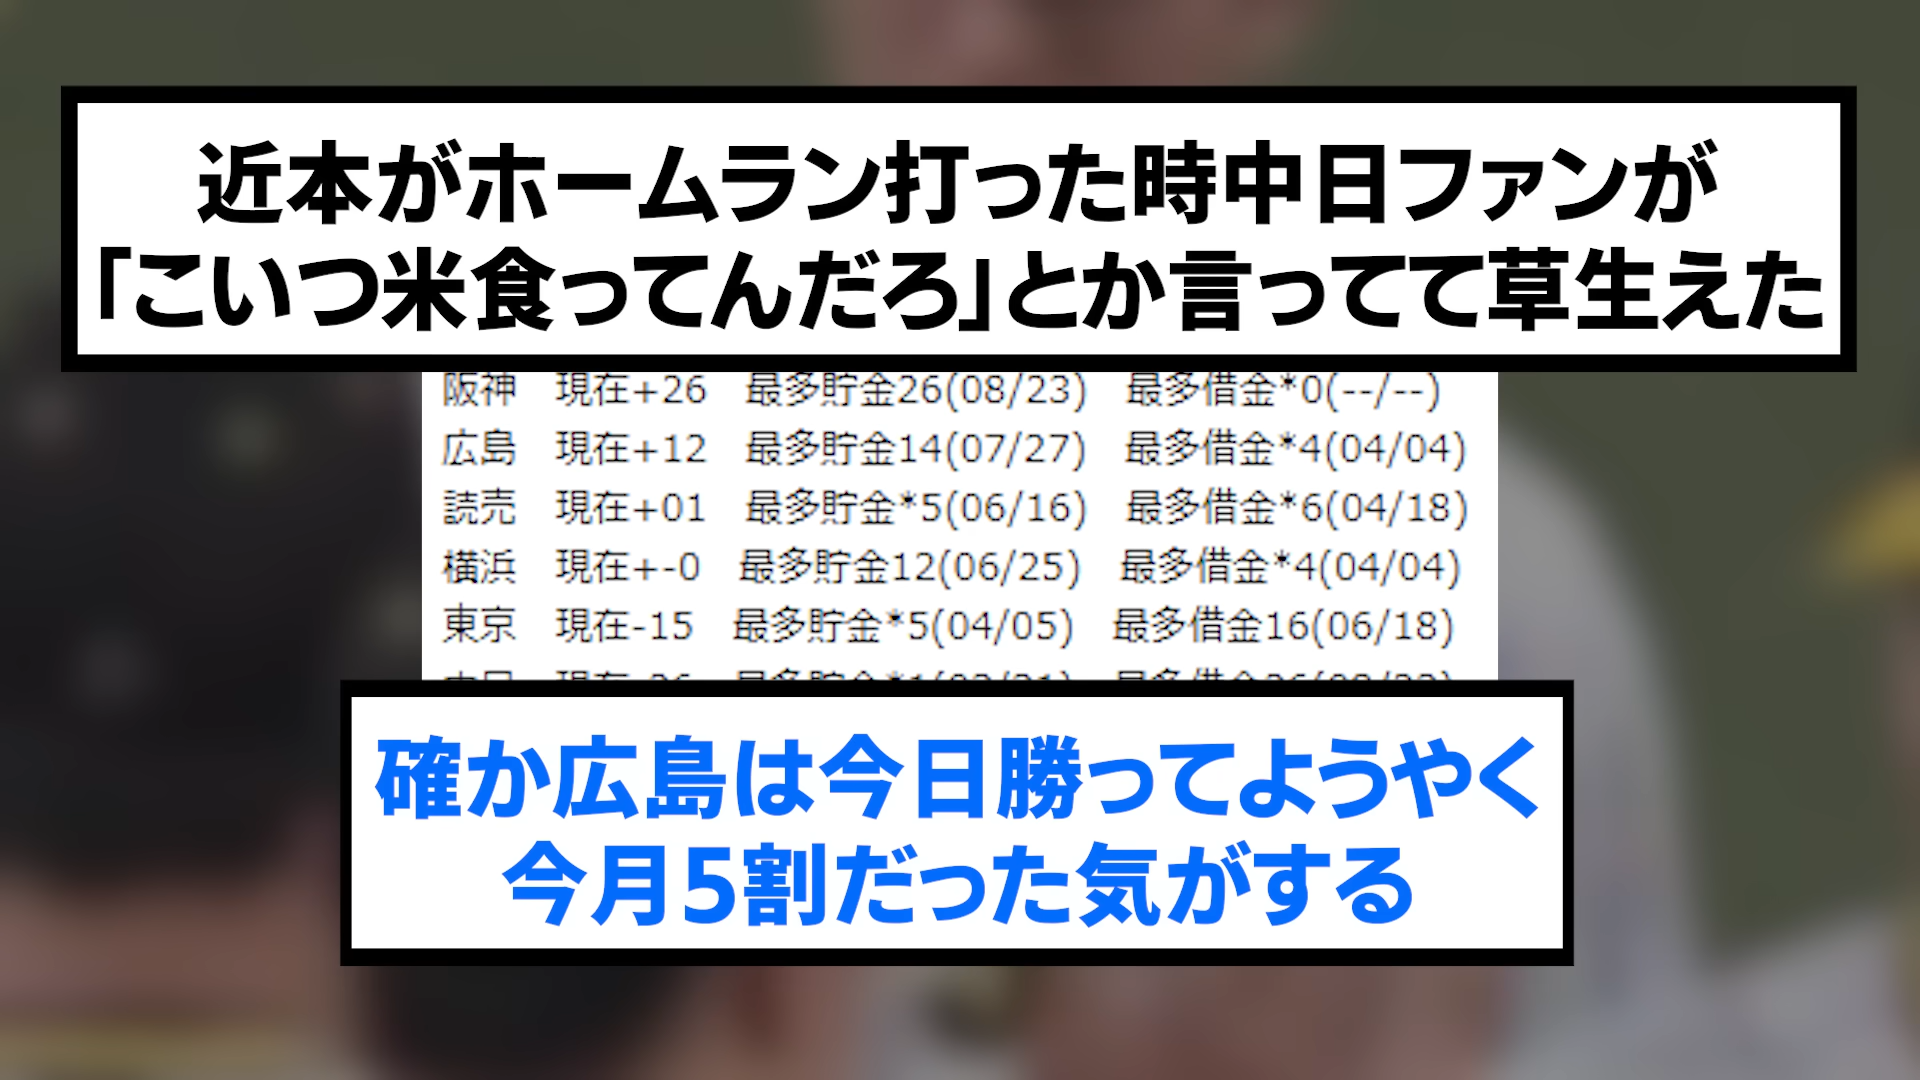 近本がホームラン打った時中日ファンが
「こいつ米食ってんだろ」とか言ってて草生えた
阪神　現在+26　最多貯金26(08/23)　最多借金*0(--/--)
広島　現在+12　最多貯金14(07/27)　最多借金*4(04/04)
読売　現在+01　最多貯金*5(06/16)　最多借金*6(04/18)
横浜　現在+-0　最多貯金12(06/25)　最多借金*4(04/04)
東京　現在-15　最多貯金*5(04/05)　最多借金16(06/18)
確か広島は今日勝ってようやく
今月5割だった気がする